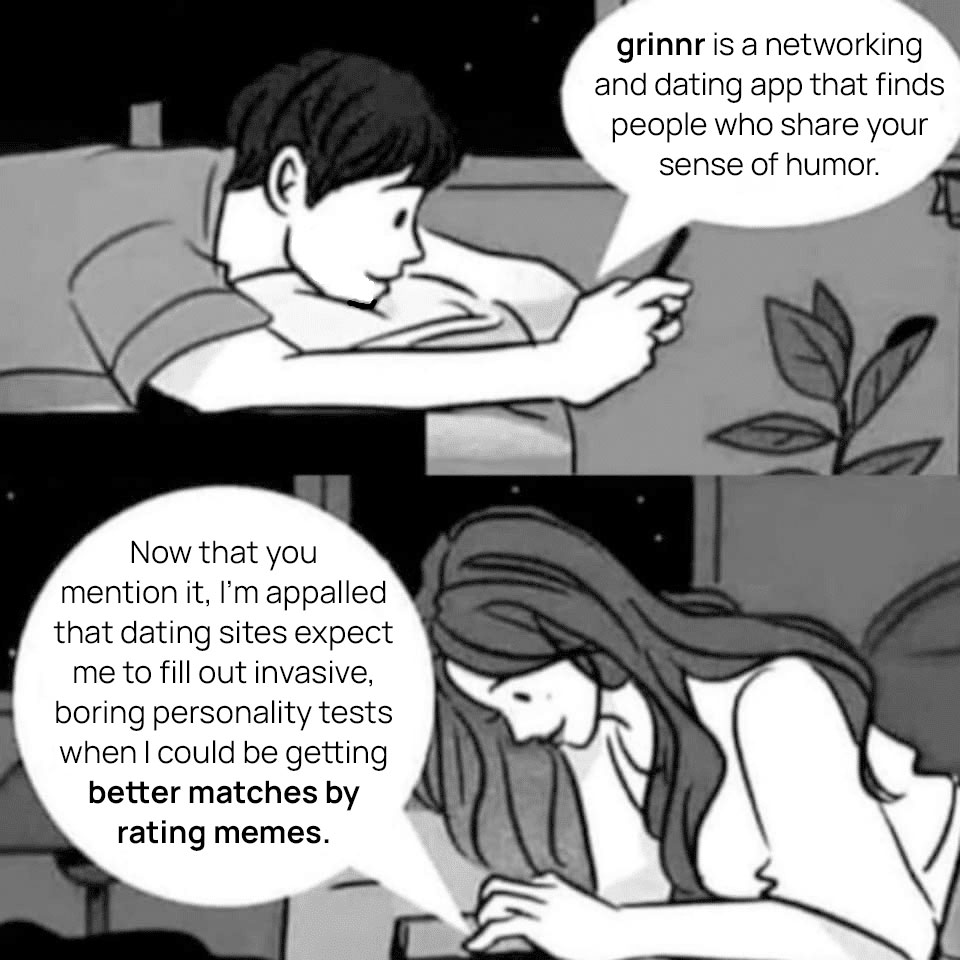 grinnr is a networking
and dating app that finds
people who share your
sense of humor.
Now that you
mention it, I'm appalled
that dating sites expect
me to fill out invasive,
boring personality tests
when I could be getting
better matches by
rating memes.